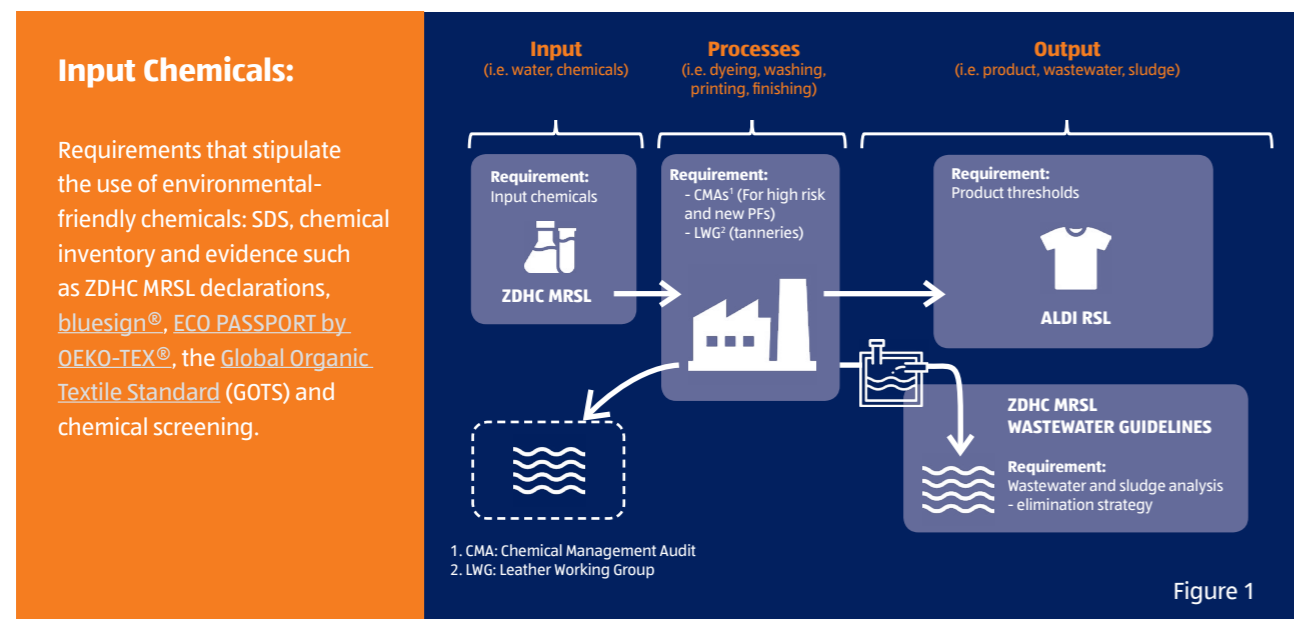 Input Chemicals:
Requirements that stipulate
the use of environmental-
friendly chemicals: SDS, chemical
inventory and evidence such
as ZDHC MRSL declarations,
bluesign®, ECO PASSPORT by
OEKO-TEX®, the Global Organic
Textile Standard (GOTS) and
chemical screening.
Input
(i.e. water, chemicals)
Processes
(i.e. dyeing, washing,
printing, finishing)
Output
(i.e. product, wastewater, sludge)
Requirement:
Input chemicals
ZDHC MRSL
Requirement:
- CMAs¹ (For high risk
and new PFs)
- LWG² (tanneries)
Requirement:
Product thresholds
ALDI RSL
ZDHC MRSL
WASTEWATER GUIDELINES
Requirement:
Wastewater and sludge analysis
- elimination strategy
1. CMA: Chemical Management Audit
2. LWG: Leather Working Group
Figure 1